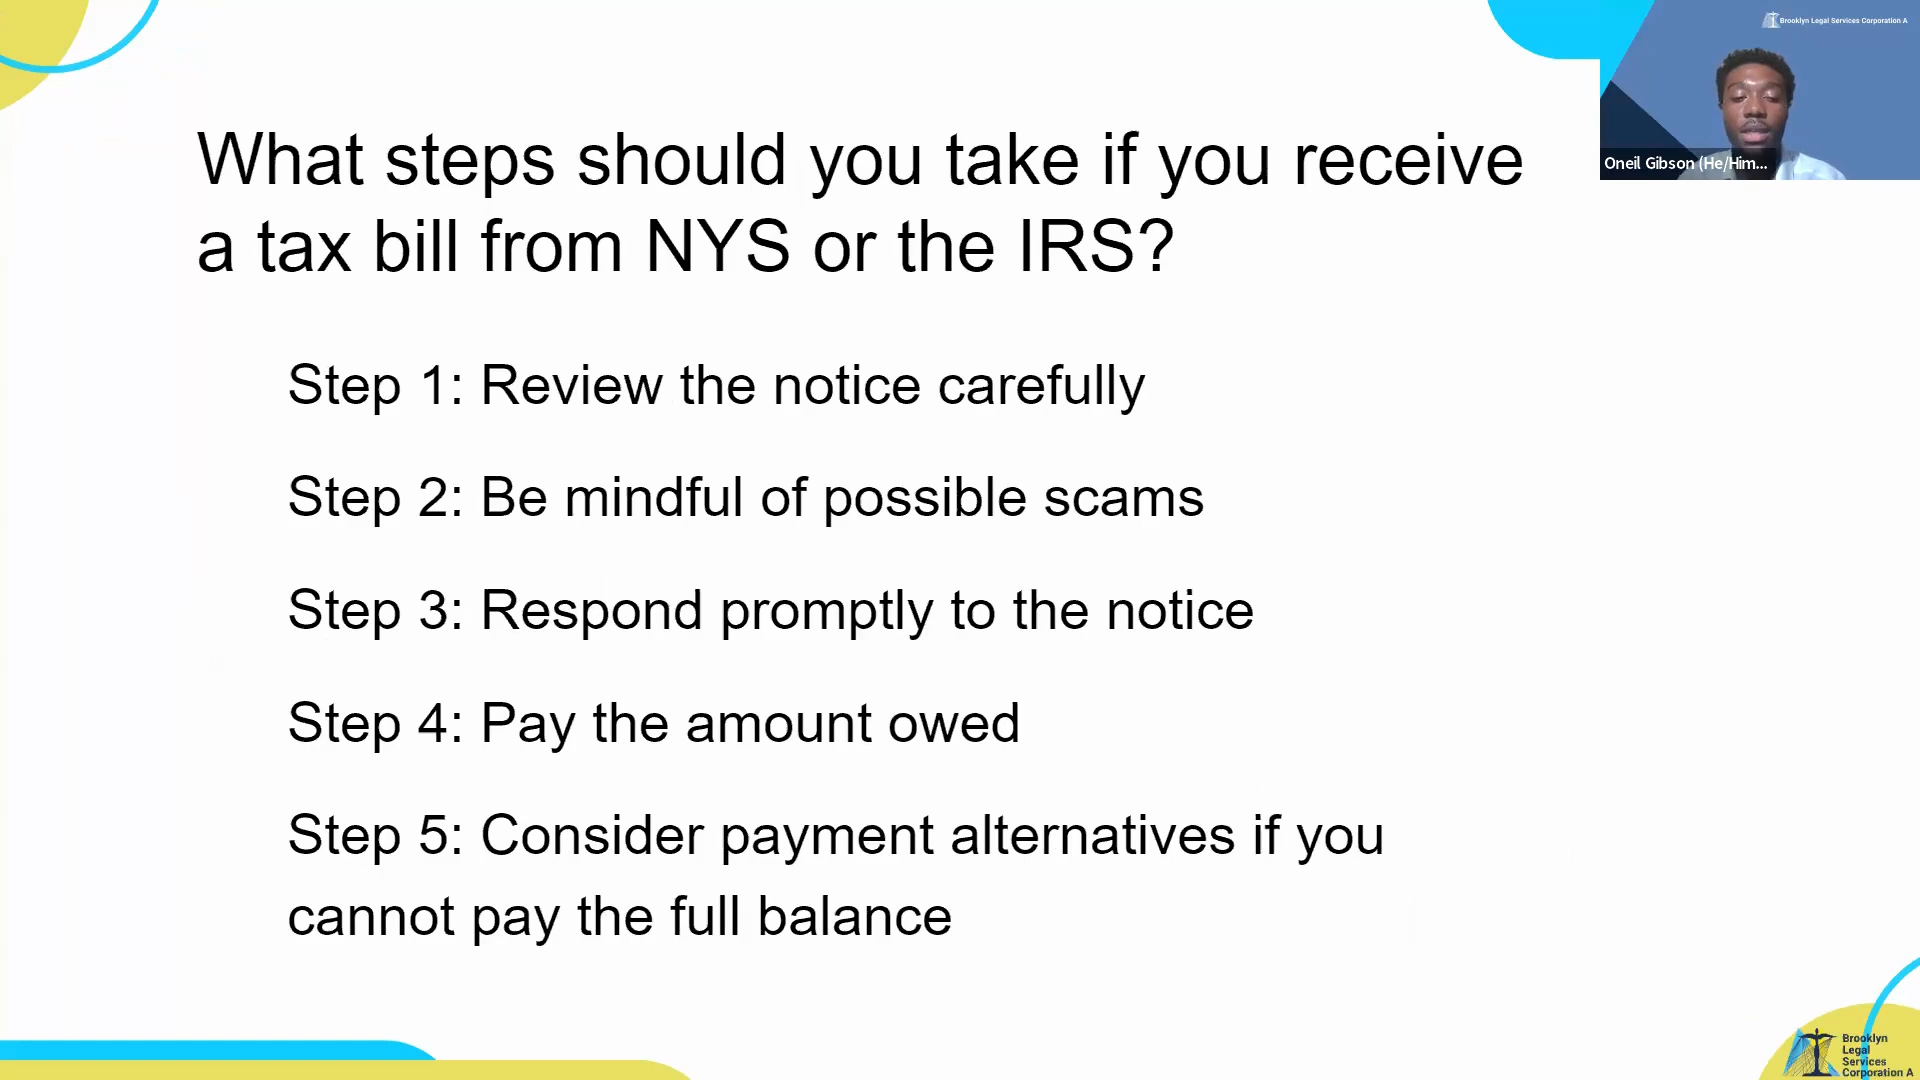 Brooklyn Legal Services Corporation A
Oneil Gibson (He/Him...
What steps should you take if you receive
a tax bill from NYS or the IRS?
Step 1: Review the notice carefully
Step 2: Be mindful of possible scams
Step 3: Respond promptly to the notice
Step 4: Pay the amount owed
Step 5: Consider payment alternatives if you
cannot pay the full balance
Brooklyn
Legal
Services
Corporation A